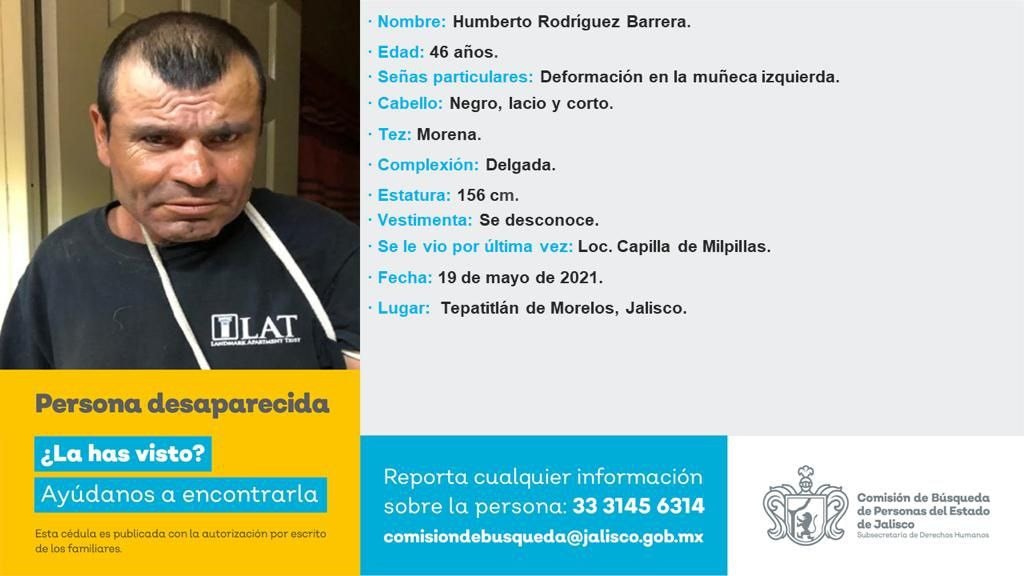 · Nombre: Humberto Rodríguez Barrera.
· Edad: 46 años.
· Señas particulares: Deformación en la muñeca izquierda.
· Cabello: Negro, lacio y corto.
· Tez: Morena.
· Complexión: Delgada.
· Estatura: 156 cm.
· Vestimenta: Se desconoce.
· Se le vio por última vez: Loc. Capilla de Milpillas.
· Fecha: 19 de mayo de 2021.
· Lugar: Tepatitlán de Morelos, Jalisco.
LAT
LANDMARK APARTMENT TRUST
Persona desaparecida
¿La has visto?
Ayúdanos a encontrarla
Esta cédula es publicada con la autorización por escrito
de los familiares.
Reporta cualquier información
sobre la persona: 33 3145 6314
comisiondebusqueda@jalisco.gob.mx
Comisión de Búsqueda
de Personas del Estado
de Jalisco
Subsecretaría de Derechos Humanos